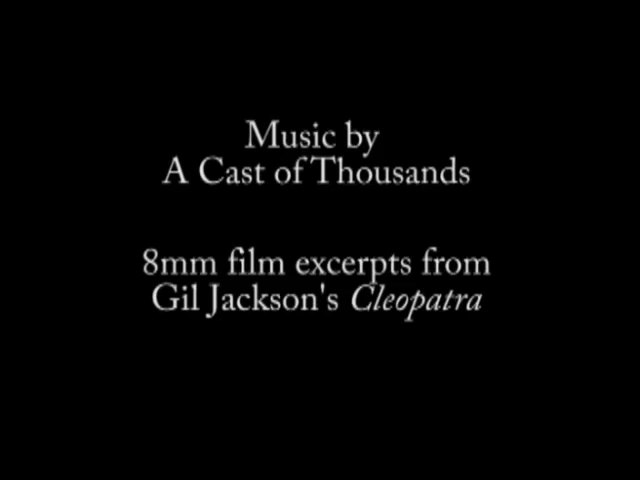 Music by
A Cast of Thousands
8mm film excerpts from
Gil Jackson's Cleopatra